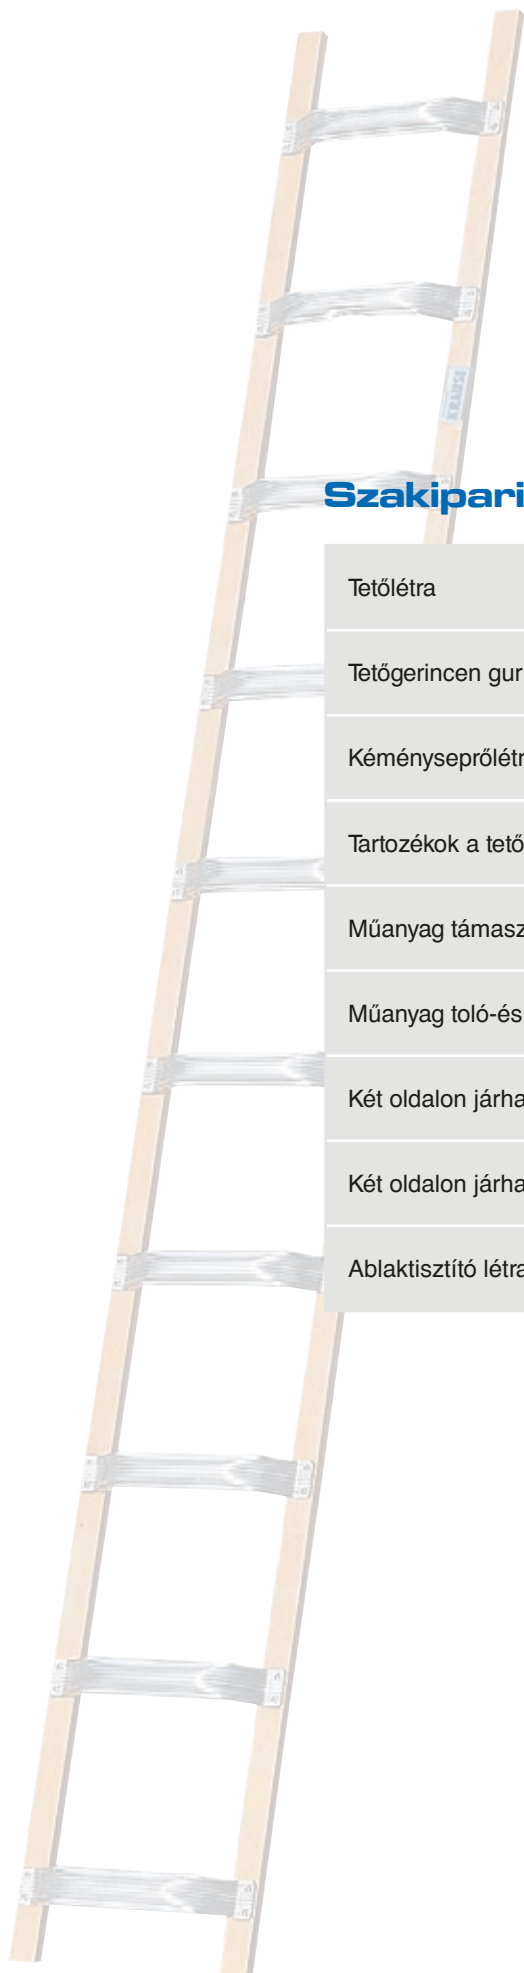 KRAUSE
Szakipari
Tetőlétra
Tetőgerincen gur
Kéményseprőlétr
Tartozékok a tető
Műanyag támasz
Műanyag toló-és
Két oldalon járha
Két oldalon járha
Ablaktisztító létra